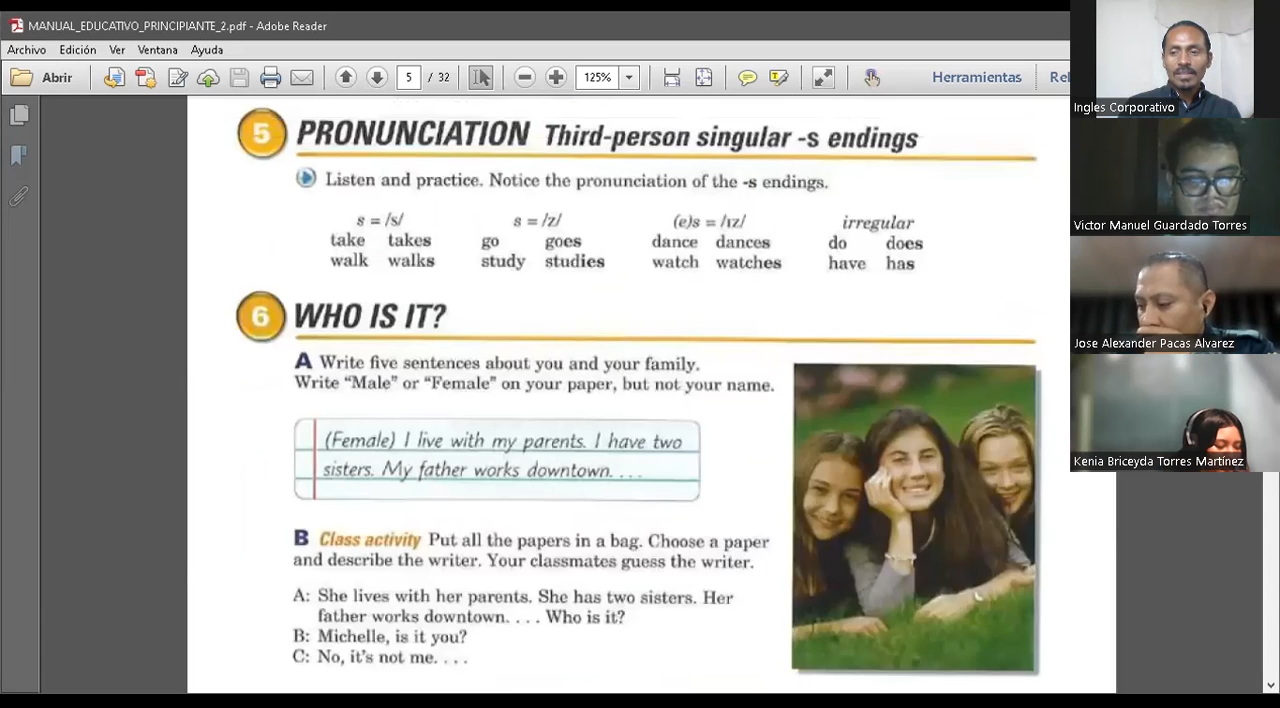 MANUAL_EDUCATIVO_PRINCIPIANTE_2.pdf - Adobe Reader
Archivo Edición Ver Ventana Ayuda
Abrir 5 / 32 125% Herramientas
5 PRONUNCIATION Third-person singular -s endings
Listen and practice. Notice the pronunciation of the -s endings.
s = /s/ s = /z/ (e)s = /ɪz/ irregular
take takes go goes dance dances do does
walk walks study studies watch watches have has
6 WHO IS IT?
A Write five sentences about you and your family.
Write “Male” or “Female” on your paper, but not your name.
(Female) I live with my parents. I have two
sisters. My father works downtown. . . .
B Class activity Put all the papers in a bag. Choose a paper
and describe the writer. Your classmates guess the writer.
A: She lives with her parents. She has two sisters. Her
father works downtown. . . . Who is it?
B: Michelle, is it you?
C: No, it's not me. . . .
Ingles Corporativo
Victor Manuel Guardado Torres
Jose Alexander Pacas Alvarez
Kenia Briceyda Torres Martínez